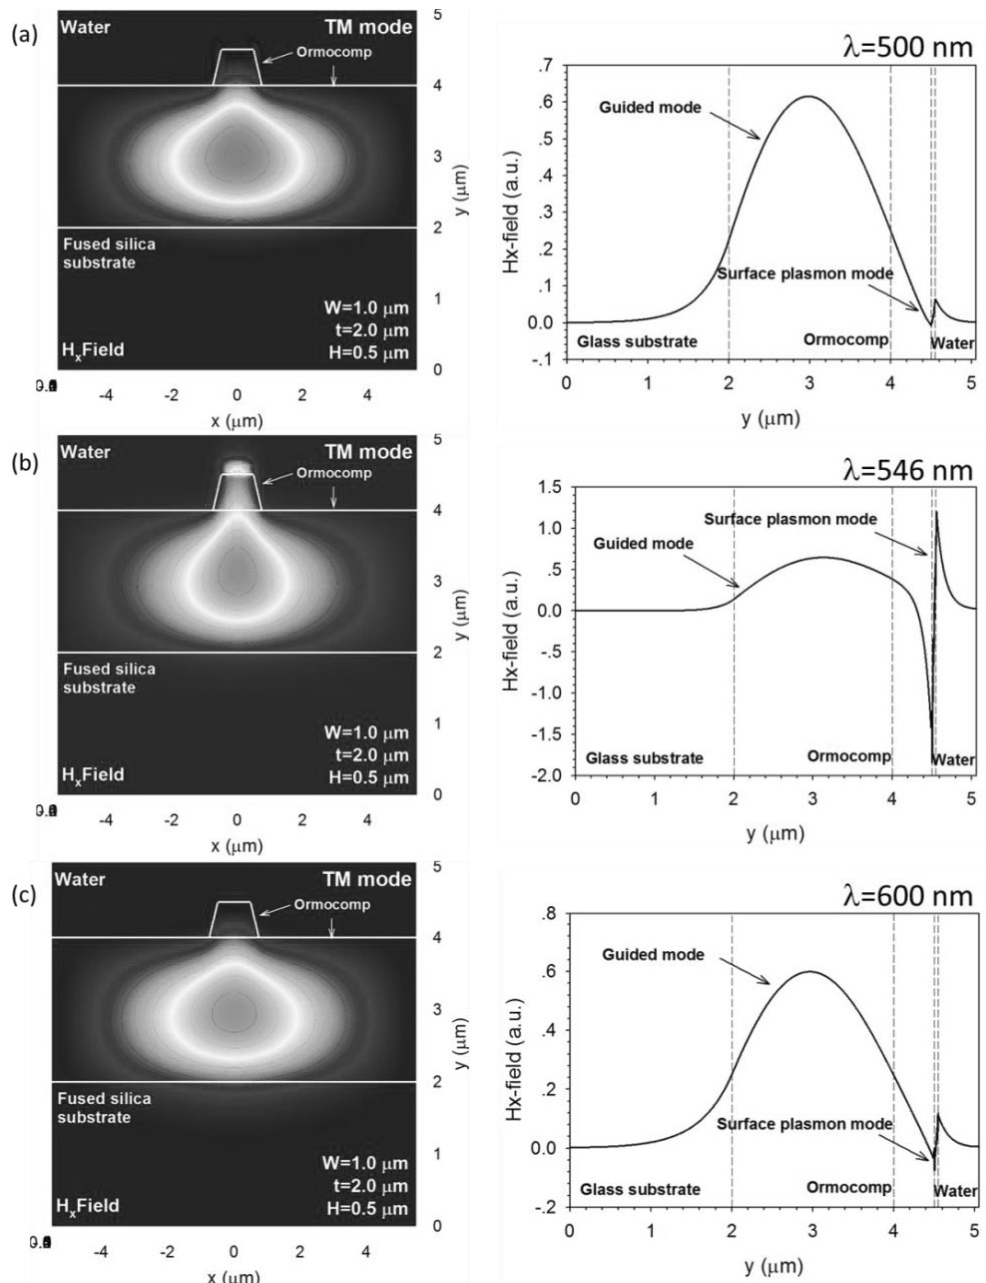 (a)
Water
TM mode
Ormocomp
Fused silica
substrate
W=1.0 μm
t=2.0 μm
H=0.5 μm
HₓField
5
4
3
2
1
0
y (μm)
-4 -2 0 2 4
x (μm)
λ=500 nm
.7
.6
.5
.4
.3
.2
.1
0.0
-.1
Hx-field (a.u.)
Guided mode
Surface plasmon mode
Glass substrate
Ormocomp
Water
0 1 2 3 4 5
y (μm)
(b)
Water
TM mode
Ormocomp
Fused silica
substrate
W=1.0 μm
t=2.0 μm
H=0.5 μm
HₓField
5
4
3
2
1
0
y (μm)
-4 -2 0 2 4
x (μm)
λ=546 nm
1.5
1.0
.5
0.0
-.5
-1.0
-1.5
-2.0
Hx-field (a.u.)
Surface plasmon mode
Guided mode
Glass substrate
Ormocomp
Water
0 1 2 3 4 5
y (μm)
(c)
Water
TM mode
Ormocomp
Fused silica
substrate
W=1.0 μm
t=2.0 μm
H=0.5 μm
HₓField
5
4
3
2
1
0
y (μm)
-4 -2 0 2 4
x (μm)
λ=600 nm
.8
.6
.4
.2
0.0
-.2
Hx-field (a.u.)
Guided mode
Surface plasmon mode
Glass substrate
Ormocomp
Water
0 1 2 3 4 5
y (μm)